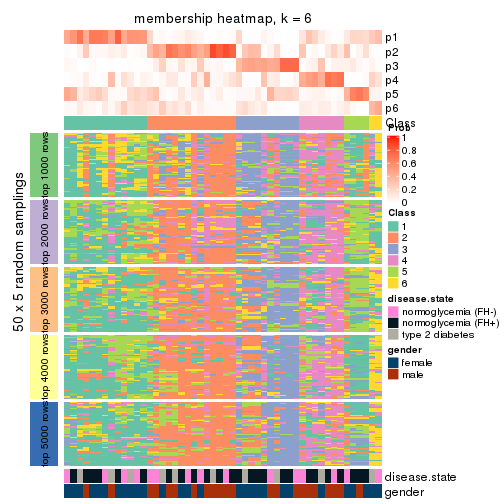 membership heatmap, k = 6
p1
p2
p3
p4
p5
p6
Class
Prob
1
0.8
0.6
0.4
0.2
0
Class
1
2
3
4
5
6
disease.state
normoglycemia (FH-)
normoglycemia (FH+)
type 2 diabetes
gender
female
male
50 x 5 random samplings
top 1000 rows
top 2000 rows
top 3000 rows
top 4000 rows
top 5000 rows
disease.state
gender